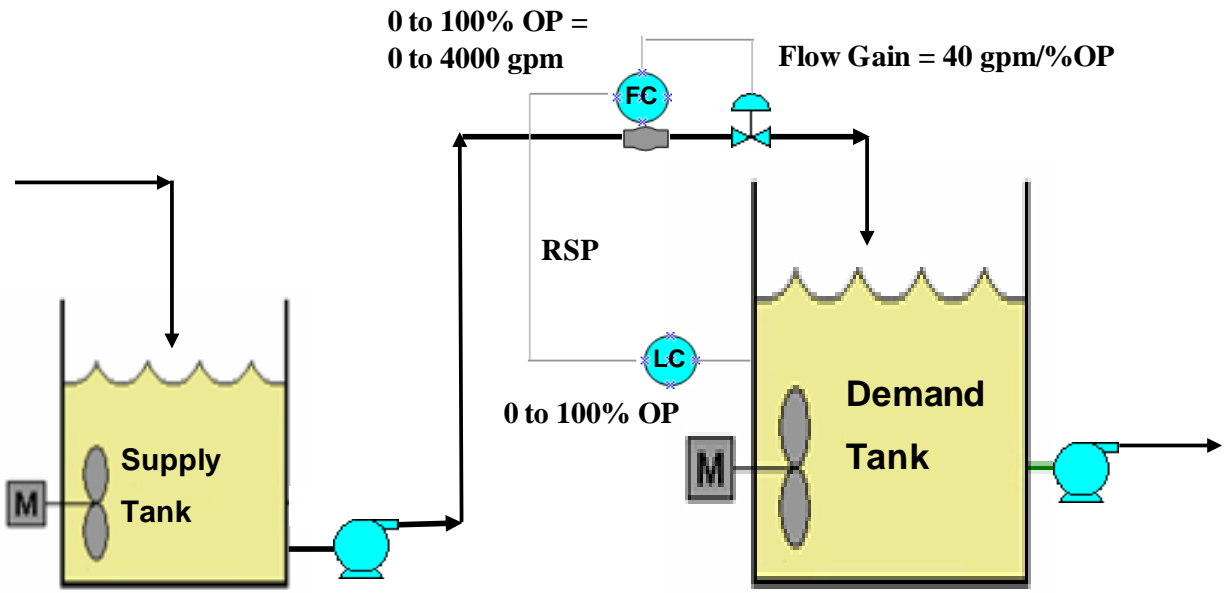 0 to 100% OP =
0 to 4000 gpm
Flow Gain = 40 gpm/%OP
FC
RSP
LC
0 to 100% OP
Demand
Tank
M
Supply
Tank
M